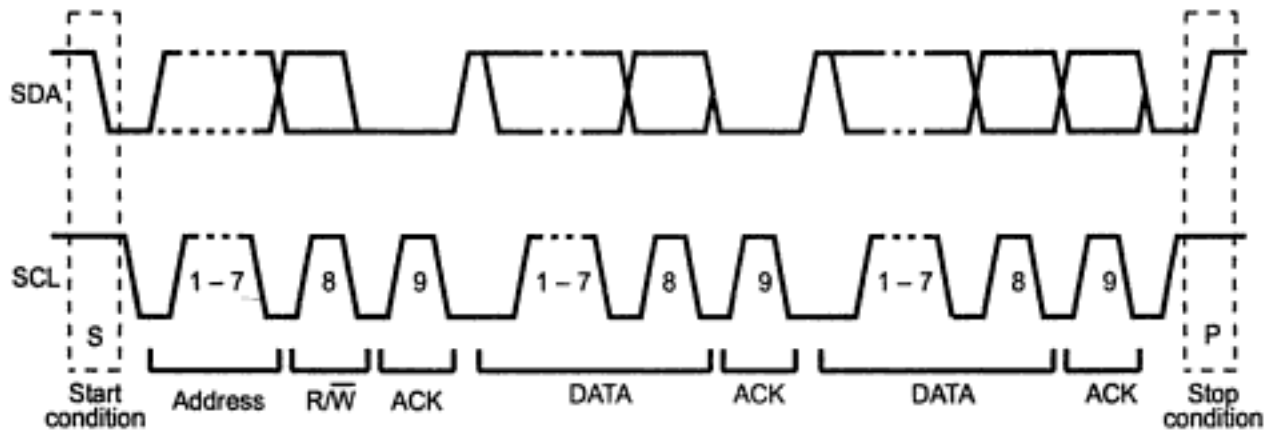 SDA
SCL 1 – 7 8 9 1 – 7 8 9 1 – 7 8 9
S P
Start condition Address R/W̅ ACK DATA ACK DATA ACK Stop condition